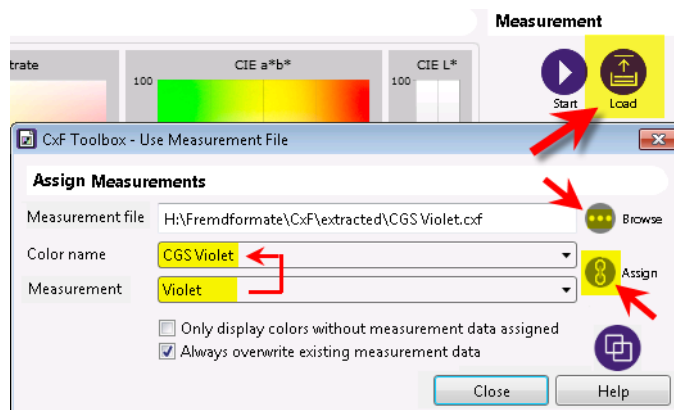 Measurement
trate
CIE a*b*
CIE L*
100
100
Start
Load
CxF Toolbox - Use Measurement File
Assign Measurements
Measurement file
H:\Fremdformate\CxF\extracted\CGS Violet.cxf
Browse
Color name
CGS Violet
Assign
Measurement
Violet
Only display colors without measurement data assigned
Always overwrite existing measurement data
Close
Help